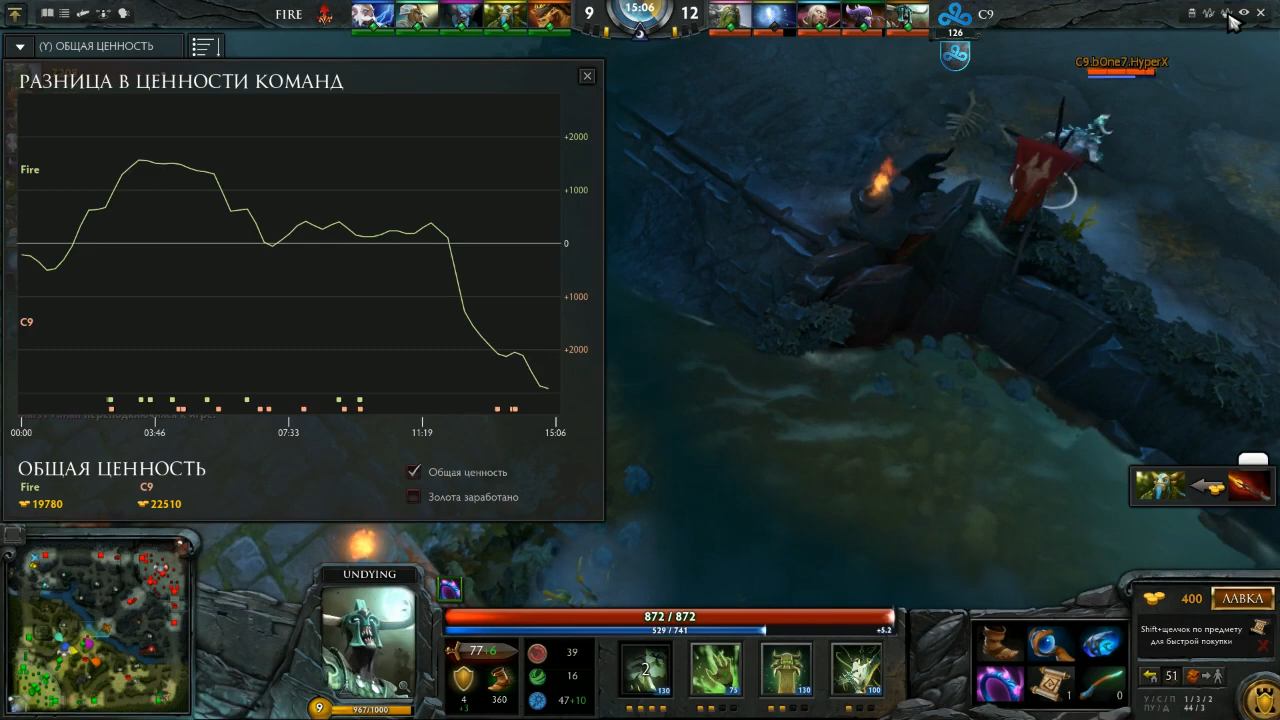 FIRE
9
15:06
12
C9
126
(Y) ОБЩАЯ ЦЕННОСТЬ
C9.bOne7.HyperX
РАЗНИЦА В ЦЕННОСТИ КОМАНД
+2000
Fire
+1000
0
+1000
C9
+2000
00:00
03:46
07:33
11:19
15:06
ОБЩАЯ ЦЕННОСТЬ
Fire
C9
19780
22510
Общая ценность
Золота заработано
UNDYING
9
967/1000
872 / 872
529 / 741
+5.2
77+6
4
360
39
16
47+10
2
130
75
130
100
1
0
400
ЛАВКА
Shift+щелчок по предмету
для быстрой покупки
51
У / С / П 1 / 3 / 2
ПУ / Д 44 / 3